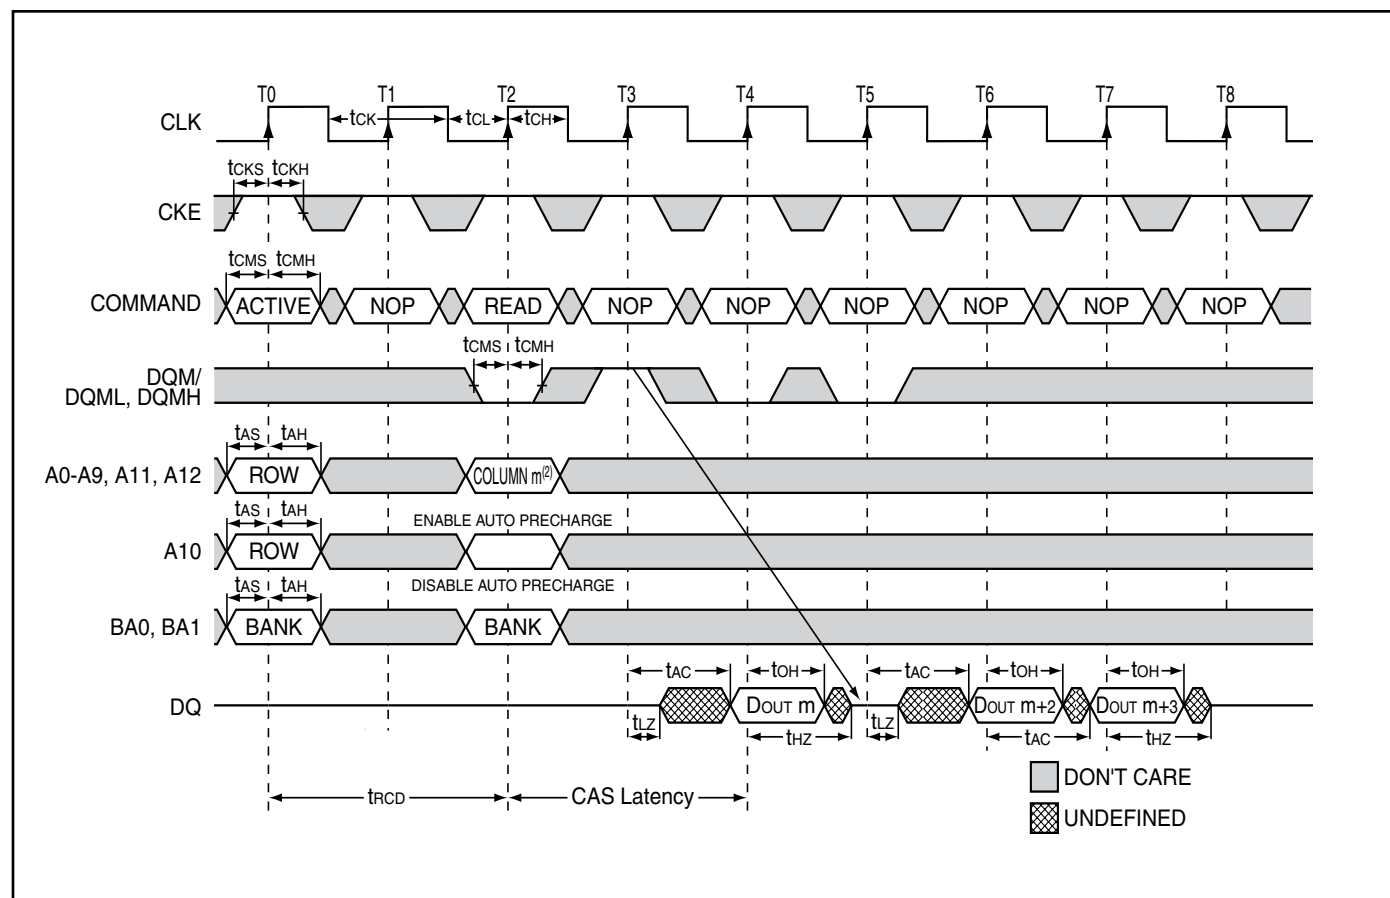 T0 T1 T2 T3 T4 T5 T6 T7 T8
CLK tCK tCL tCH
tCKS tCKH
CKE
tCMS tCMH
COMMAND ACTIVE NOP READ NOP NOP NOP NOP NOP NOP
tCMS tCMH
DQM/
DQML, DQMH
tAS tAH
A0-A9, A11, A12 ROW COLUMN m(2)
tAS tAH ENABLE AUTO PRECHARGE
A10 ROW
tAS tAH DISABLE AUTO PRECHARGE
BA0, BA1 BANK BANK
tAC tOH tAC tOH tOH
DQ DOUT m DOUT m+2 DOUT m+3
tLZ tHZ tLZ tAC tHZ
DON'T CARE
tRCD CAS Latency
UNDEFINED